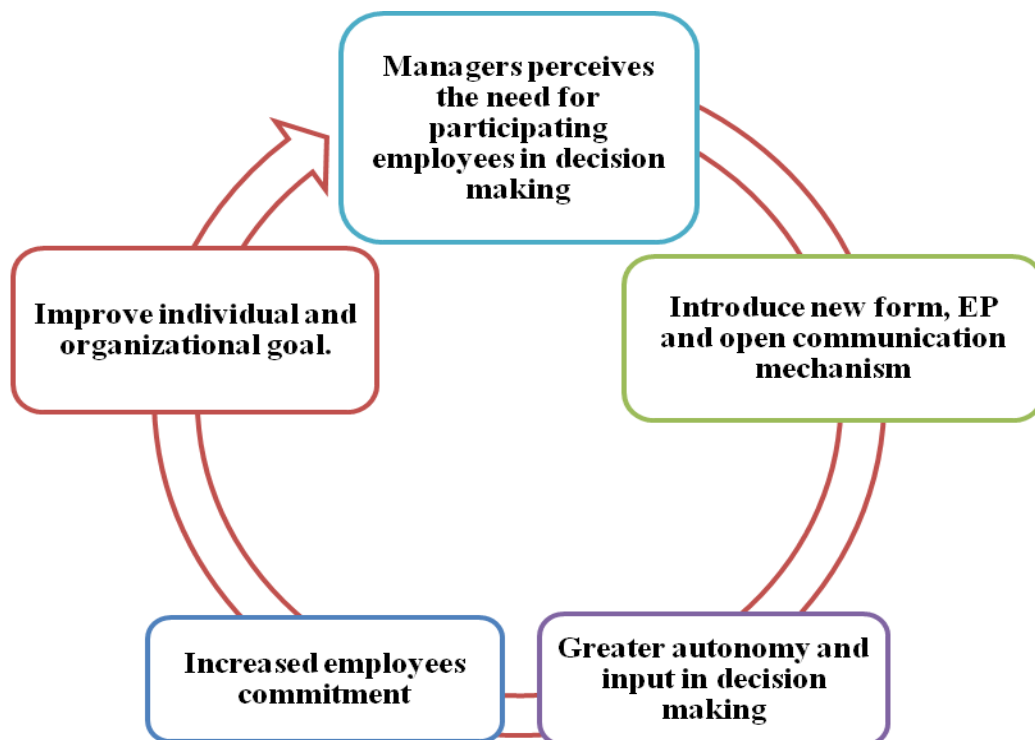 Managers perceives
the need for
participating
employees in decision
making
Introduce new form, EP
and open communication
mechanism
Greater autonomy and
input in decision
making
Increased employees
commitment
Improve individual and
organizational goal.